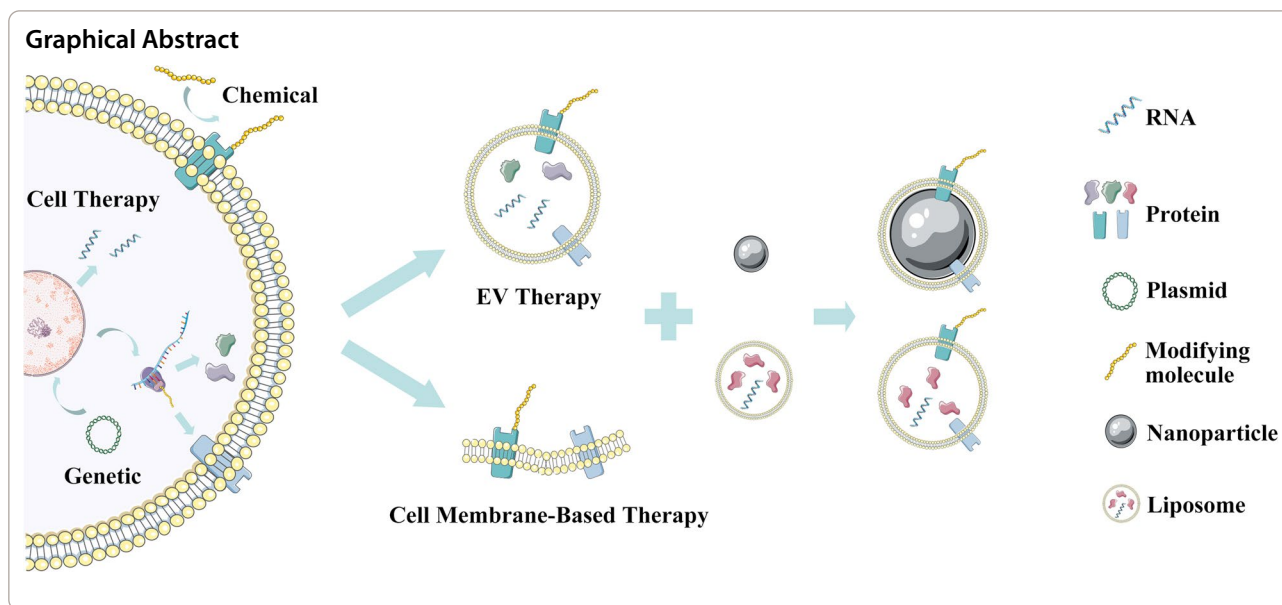 Graphical Abstract
Chemical
Cell Therapy
Genetic
EV Therapy
Cell Membrane-Based Therapy
RNA
Protein
Plasmid
Modifying
molecule
Nanoparticle
Liposome